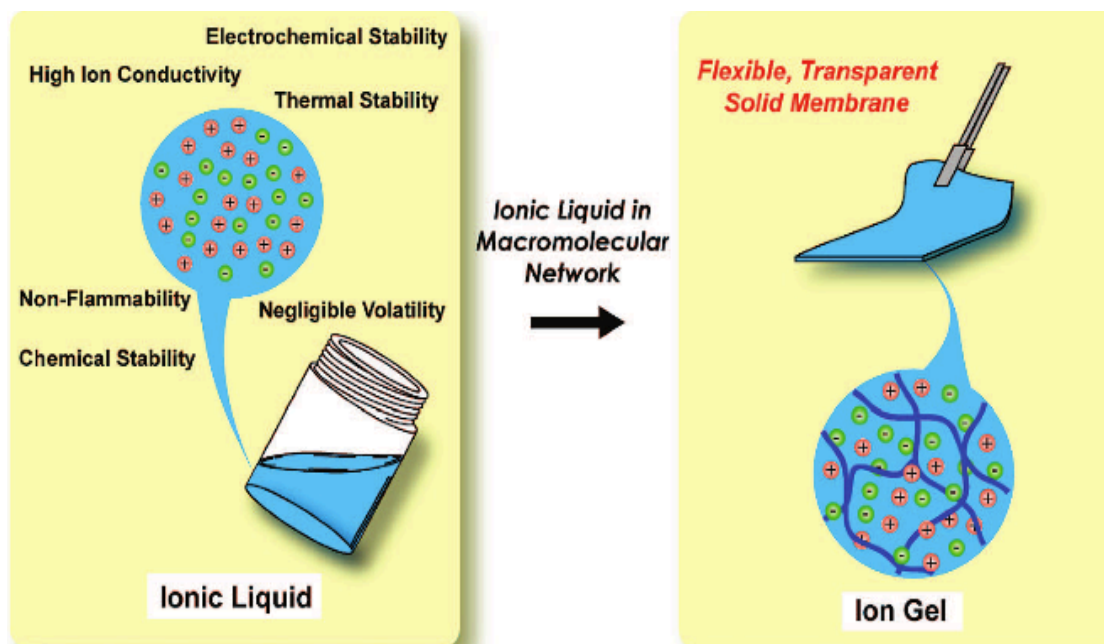 Electrochemical Stability
High Ion Conductivity
Thermal Stability
Non-Flammability
Negligible Volatility
Chemical Stability
Ionic Liquid
Ionic Liquid in
Macromolecular
Network
Flexible, Transparent
Solid Membrane
Ion Gel